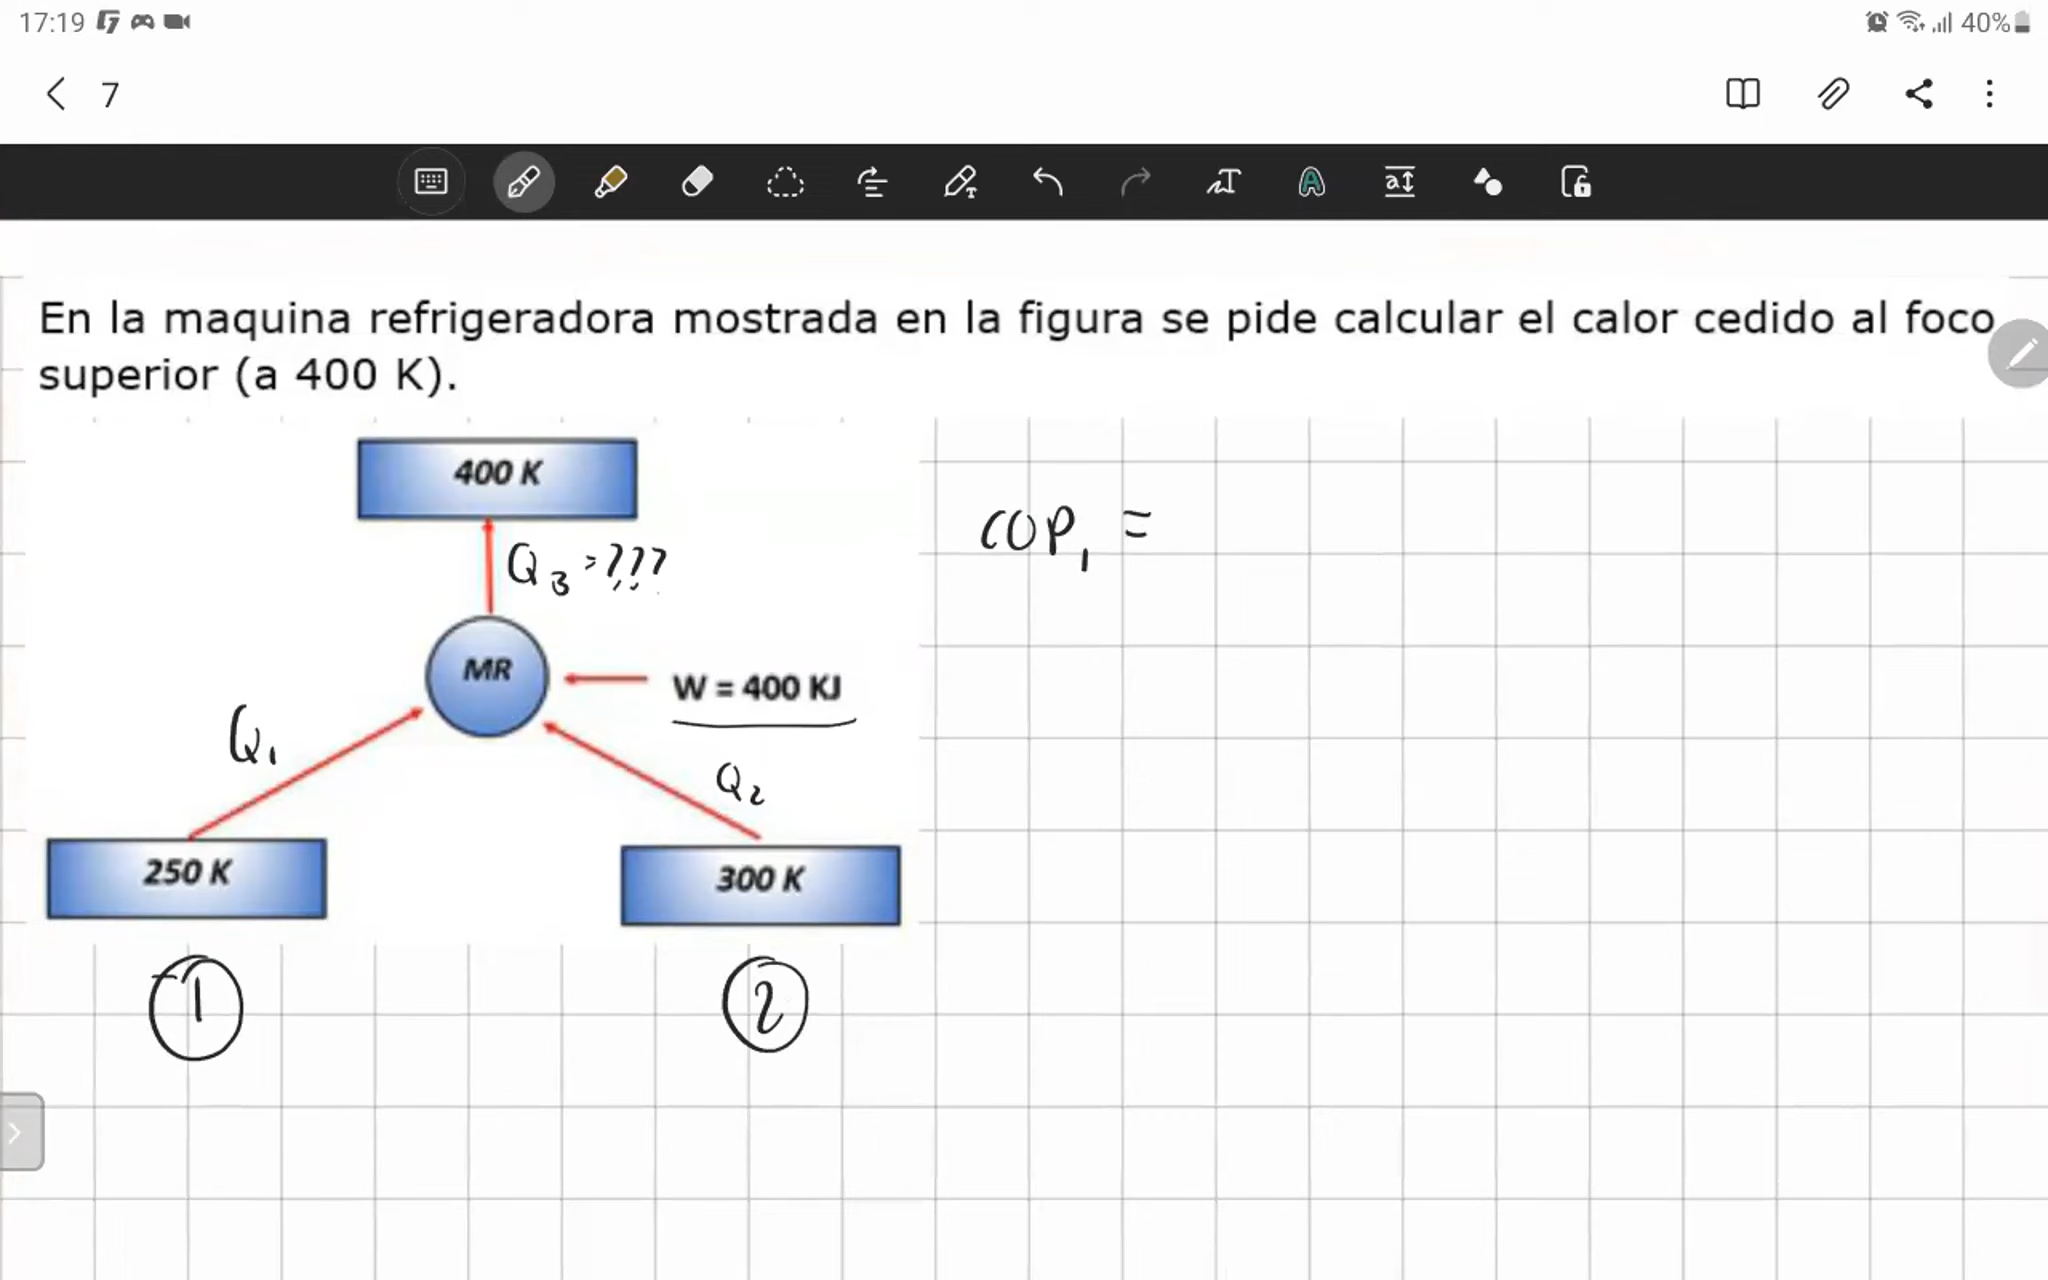 17:19
40%
7
En la maquina refrigeradora mostrada en la figura se pide calcular el calor cedido al foco
superior (a 400 K).
400 K
COP₁ =
Q₃ = ???
MR
W = 400 KJ
Q₁
Q₂
250 K
300 K
1
2